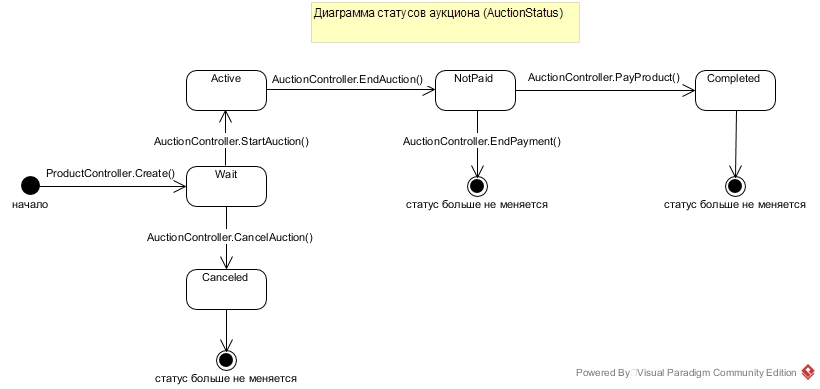 Диаграмма статусов аукциона (AuctionStatus)
Active
AuctionController.EndAuction()
NotPaid
AuctionController.PayProduct()
Completed
AuctionController.StartAuction()
AuctionController.EndPayment()
ProductController.Create()
Wait
начало
статус больше не меняется
статус больше не меняется
AuctionController.CancelAuction()
Canceled
статус больше не меняется
Powered By Visual Paradigm Community Edition